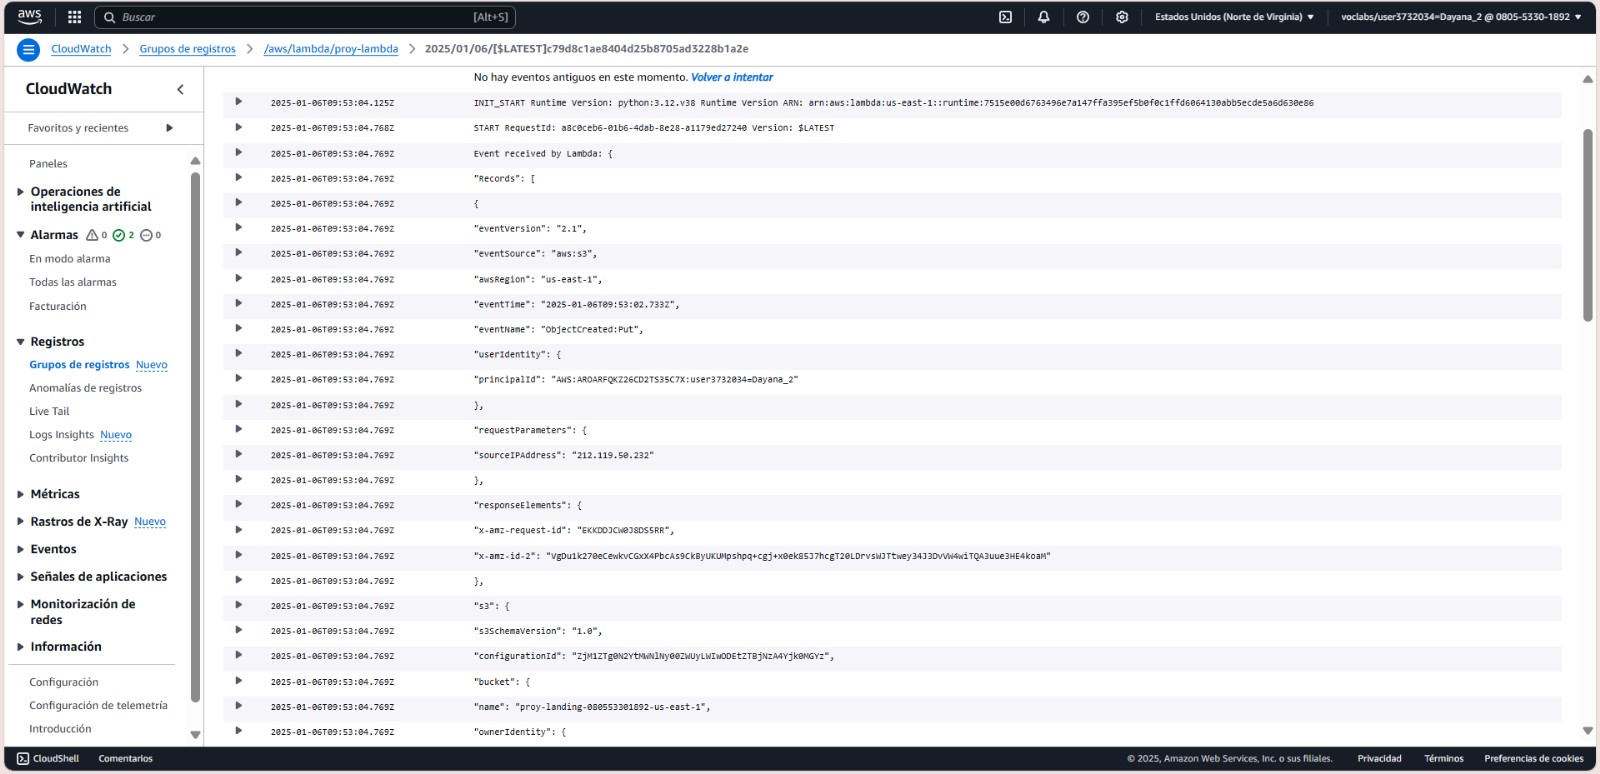 aws Buscar [Alt+S] Estados Unidos (Norte de Virginia) voclabs/user3732034=Dayana_2 @ 0805-5330-1892
CloudWatch Grupos de registros /aws/lambda/proy-lambda 2025/01/06/[$LATEST]c79d8c1ae8404d25b8705ad3228b1a2e
CloudWatch
Favoritos y recientes
Paneles
Operaciones de
inteligencia artificial
Alarmas 0 2 0
En modo alarma
Todas las alarmas
Facturación
Registros
Grupos de registros Nuevo
Anomalías de registros
Live Tail
Logs Insights Nuevo
Contributor Insights
Métricas
Rastros de X-Ray Nuevo
Eventos
Señales de aplicaciones
Monitorización de
redes
Información
Configuración
Configuración de telemetría
Introducción
No hay eventos antiguos en este momento. Volver a intentar
2025-01-06T09:53:04.125Z INIT_START Runtime Version: python:3.12.v38 Runtime Version ARN: arn:aws:lambda:us-east-1::runtime:7515e00d6763496e7a147ffa395ef5b0f0c1ffd6064130abb5ecde5a6d630e86
2025-01-06T09:53:04.768Z START RequestId: a8c0ceb6-01b6-4dab-8e28-a1179ed27240 Version: $LATEST
2025-01-06T09:53:04.769Z Event received by Lambda: {
2025-01-06T09:53:04.769Z "Records": [
2025-01-06T09:53:04.769Z {
2025-01-06T09:53:04.769Z "eventVersion": "2.1",
2025-01-06T09:53:04.769Z "eventSource": "aws:s3",
2025-01-06T09:53:04.769Z "awsRegion": "us-east-1",
2025-01-06T09:53:04.769Z "eventTime": "2025-01-06T09:53:02.733Z",
2025-01-06T09:53:04.769Z "eventName": "ObjectCreated:Put",
2025-01-06T09:53:04.769Z "userIdentity": {
2025-01-06T09:53:04.769Z "principalId": "AWS:AROARFQKZ26CD2TS35C7X:user3732034=Dayana_2"
2025-01-06T09:53:04.769Z },
2025-01-06T09:53:04.769Z "requestParameters": {
2025-01-06T09:53:04.769Z "sourceIPAddress": "212.119.50.232"
2025-01-06T09:53:04.769Z },
2025-01-06T09:53:04.769Z "responseElements": {
2025-01-06T09:53:04.769Z "x-amz-request-id": "EKKDDJCW0J8DS5RR",
2025-01-06T09:53:04.769Z "x-amz-id-2": "VgDu1k270eCewkvCGxX4PbcAs9CkByUKUMpshpq+cgj+x0ek85J7hcgT20LDrvsWJTtwey34J3DvVW4wiTQA3uue3HE4koaM"
2025-01-06T09:53:04.769Z },
2025-01-06T09:53:04.769Z "s3": {
2025-01-06T09:53:04.769Z "s3SchemaVersion": "1.0",
2025-01-06T09:53:04.769Z "configurationId": "ZjM1ZTg0N2YtMWNlNy00ZWUyLWIwODEtZTBjNzA4Yjk0MGYz",
2025-01-06T09:53:04.769Z "bucket": {
2025-01-06T09:53:04.769Z "name": "proy-landing-080553301892-us-east-1",
2025-01-06T09:53:04.769Z "ownerIdentity": {
CloudShell Comentarios © 2025, Amazon Web Services, Inc. o sus filiales. Privacidad Términos Preferencias de cookies